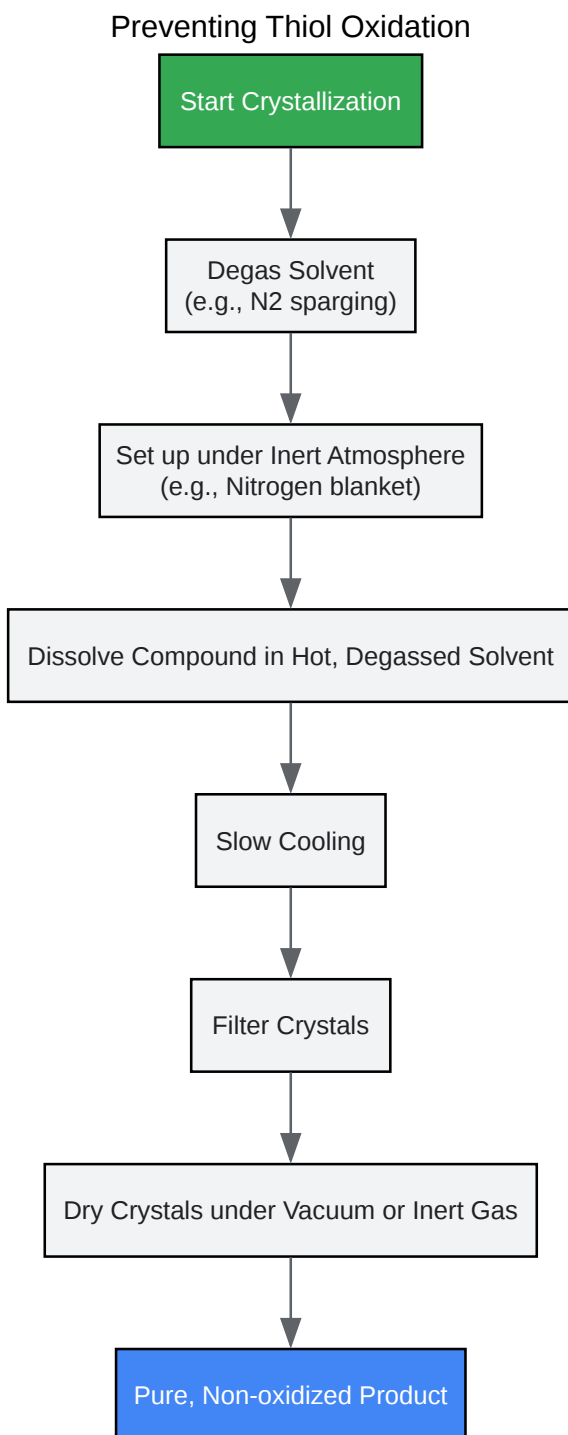 Preventing Thiol Oxidation
Start Crystallization
Degas Solvent
(e.g., N2 sparging)
Set up under Inert Atmosphere
(e.g., Nitrogen blanket)
Dissolve Compound in Hot, Degassed Solvent
Slow Cooling
Filter Crystals
Dry Crystals under Vacuum or Inert Gas
Pure, Non-oxidized Product